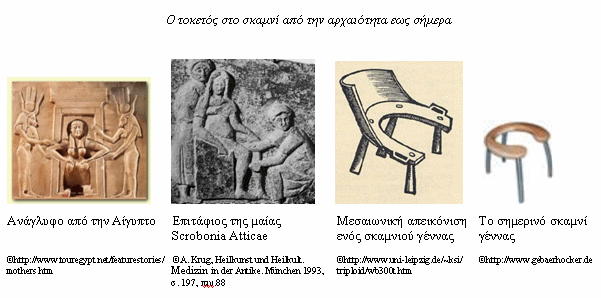 Ο τοκετός στο σκαμνί από την αρχαιότητα εως σήμερα
Ανάγλυφο από την Αίγυπτο
©http://www.touregypt.net/featurestories/
mothers.htm
Επιτάφιος της μαίας
Scrobonia Atticae
©A. Krug, Heilkunst und Heilkult.
Medizin in der Antike. München 1993,
σ. 197, πιν.88
Μεσαιωνική απεικόνιση
ενός σκαμνιού γέννας
©http://www.uni-leipzig.de/~ksi/
triploid/wb300t.htm
Το σημερινό σκαμνί
γέννας
©http://www.gebaerhocker.de